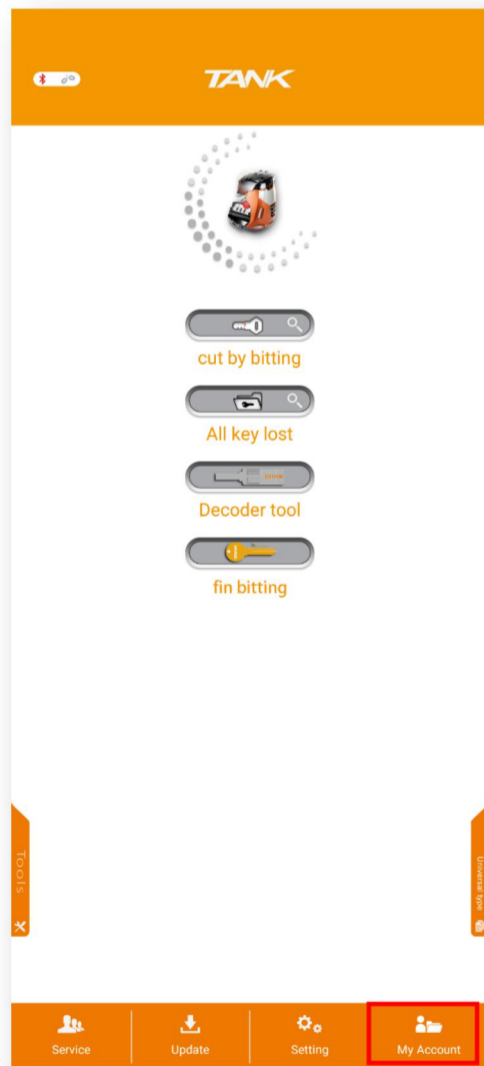 TANK
cut by bitting
All key lost
Decoder tool
fin bitting
Tools
Universal type
Service
Update
Setting
My Account